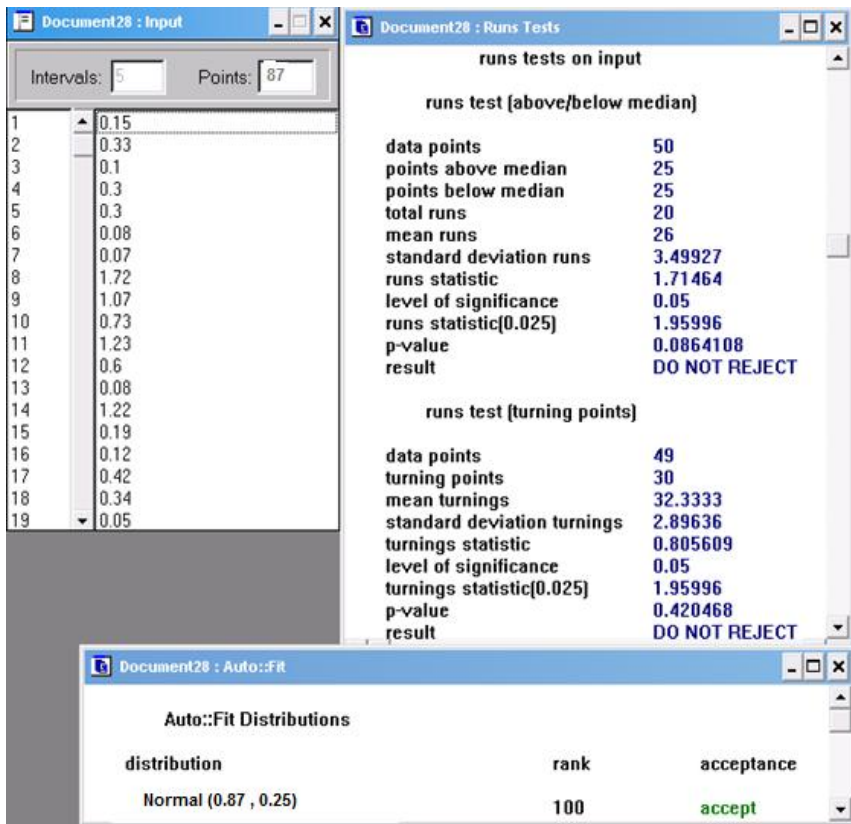 Document28 : Input
Intervals: 5 Points: 87
1 0.15
2 0.33
3 0.1
4 0.3
5 0.3
6 0.08
7 0.07
8 1.72
9 1.07
10 0.73
11 1.23
12 0.6
13 0.08
14 1.22
15 0.19
16 0.12
17 0.42
18 0.34
19 0.05
Document28 : Runs Tests
runs tests on input
runs test (above/below median)
data points 50
points above median 25
points below median 25
total runs 20
mean runs 26
standard deviation runs 3.49927
runs statistic 1.71464
level of significance 0.05
runs statistic(0.025) 1.95996
p-value 0.0864108
result DO NOT REJECT
runs test (turning points)
data points 49
turning points 30
mean turnings 32.3333
standard deviation turnings 2.89636
turnings statistic 0.805609
level of significance 0.05
turnings statistic(0.025) 1.95996
p-value 0.420468
result DO NOT REJECT
Document28 : Auto::Fit
Auto::Fit Distributions
distribution rank acceptance
Normal (0.87 , 0.25) 100 accept